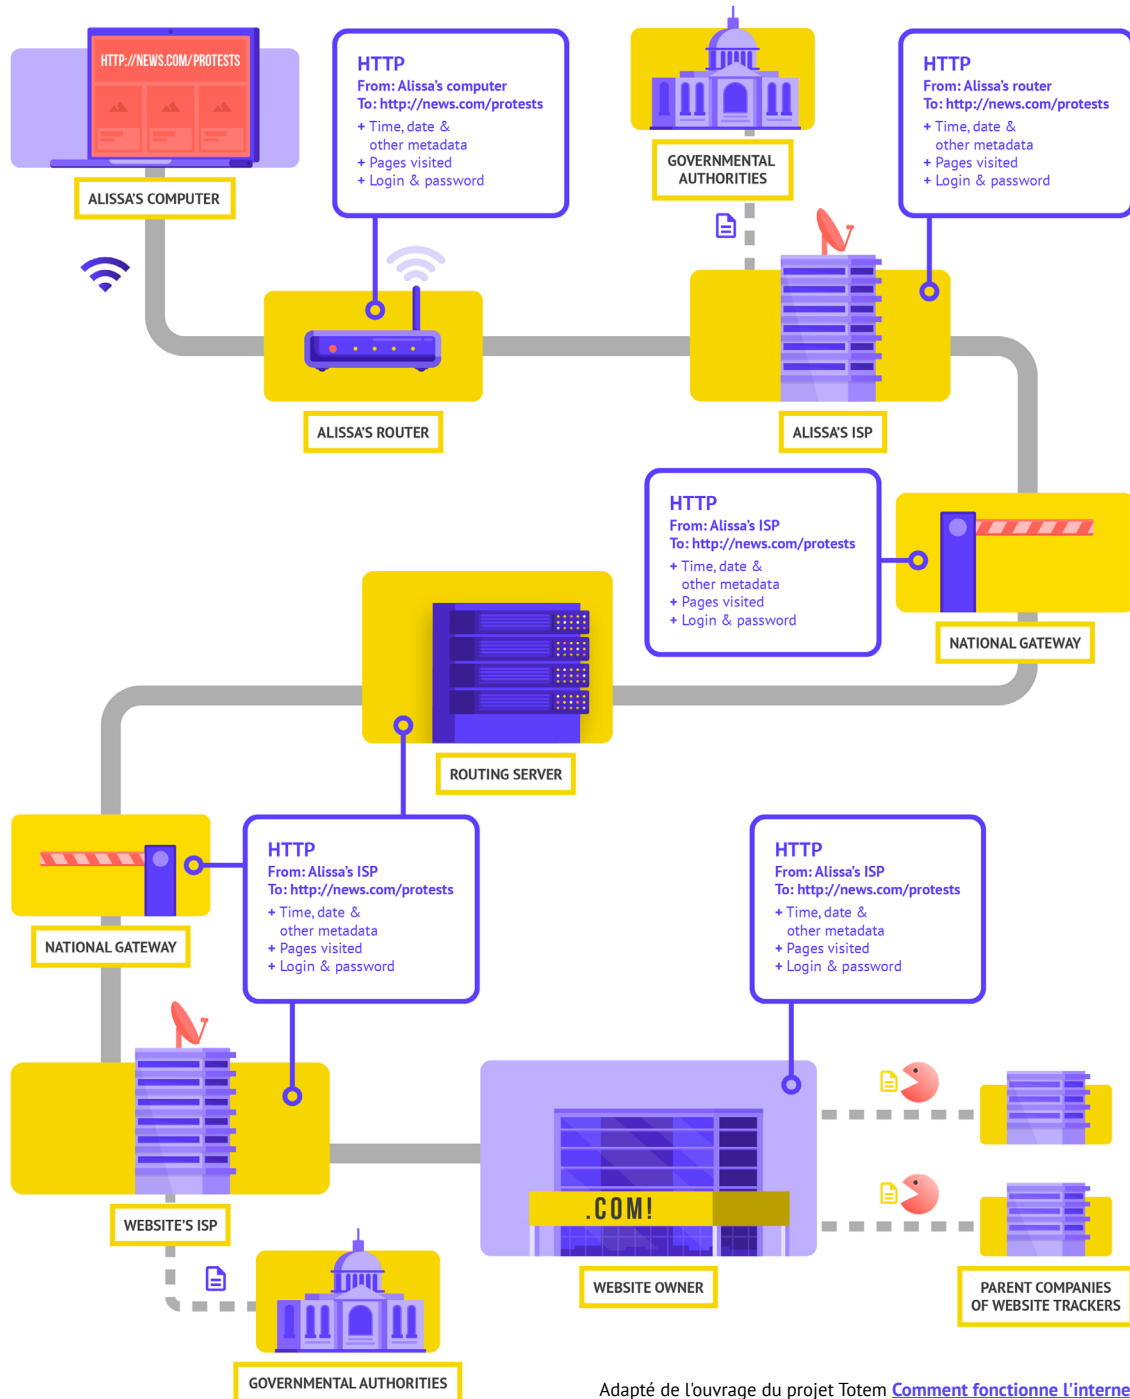 HTTP://NEWS.COM/PROTESTS
ALISSA'S COMPUTER
HTTP
From: Alissa's computer
To: http://news.com/protests
+ Time, date &
other metadata
+ Pages visited
+ Login & password
GOVERNMENTAL
AUTHORITIES
HTTP
From: Alissa's router
To: http://news.com/protests
+ Time, date &
other metadata
+ Pages visited
+ Login & password
ALISSA'S ROUTER
ALISSA'S ISP
HTTP
From: Alissa's ISP
To: http://news.com/protests
+ Time, date &
other metadata
+ Pages visited
+ Login & password
NATIONAL GATEWAY
ROUTING SERVER
NATIONAL GATEWAY
HTTP
From: Alissa's ISP
To: http://news.com/protests
+ Time, date &
other metadata
+ Pages visited
+ Login & password
HTTP
From: Alissa's ISP
To: http://news.com/protests
+ Time, date &
other metadata
+ Pages visited
+ Login & password
WEBSITE'S ISP
.COM!
WEBSITE OWNER
PARENT COMPANIES
OF WEBSITE TRACKERS
GOVERNMENTAL AUTHORITIES
Adapté de l'ouvrage du projet Totem Comment fonctionne l'interne